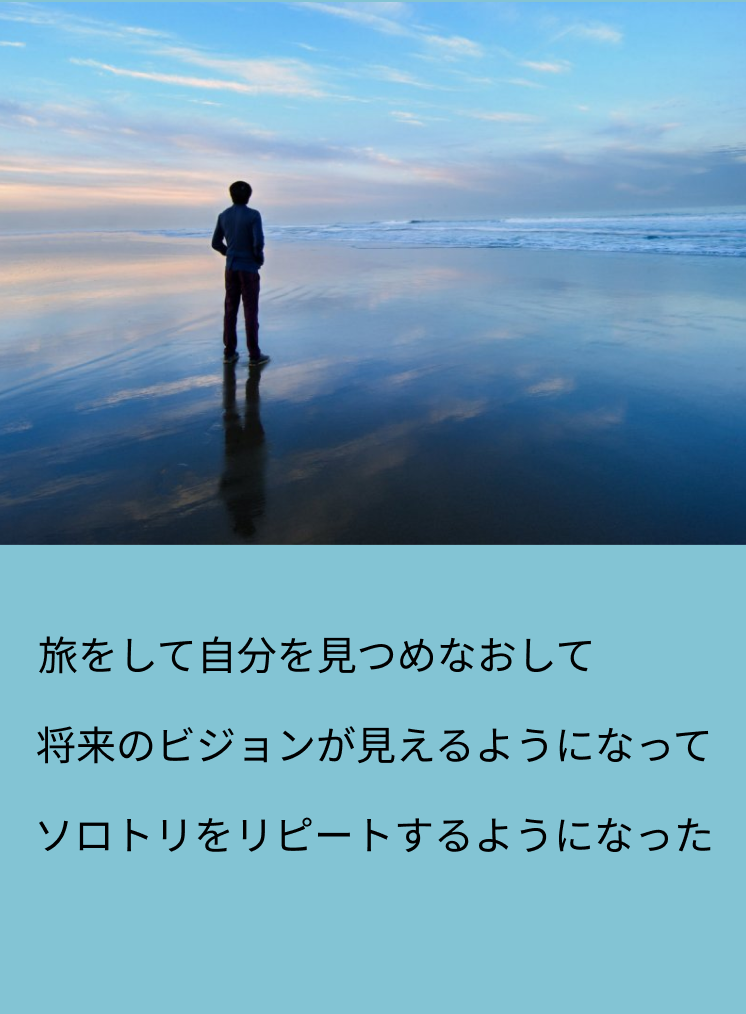 旅をして自分を見つめなおして
将来のビジョンが見えるようになって
ソロトリをリピートするようになった